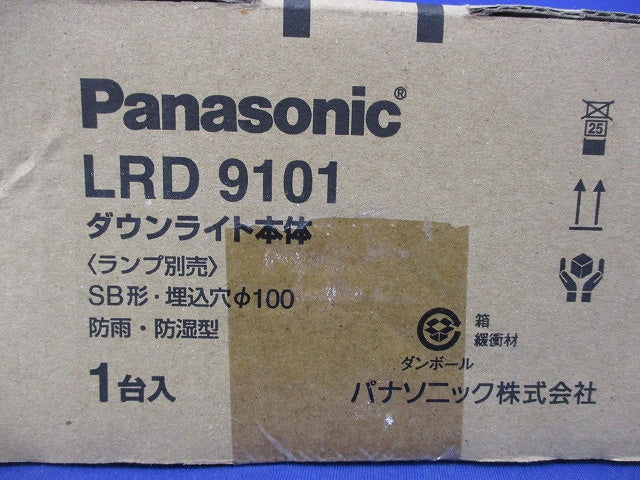 Panasonic®
LRD 9101
ダウンライト本体
〈ランプ別売〉
SB形・埋込穴φ100
防雨・防湿型
1台入
25
箱
緩衝材
ダンボール
パナソニック株式会社